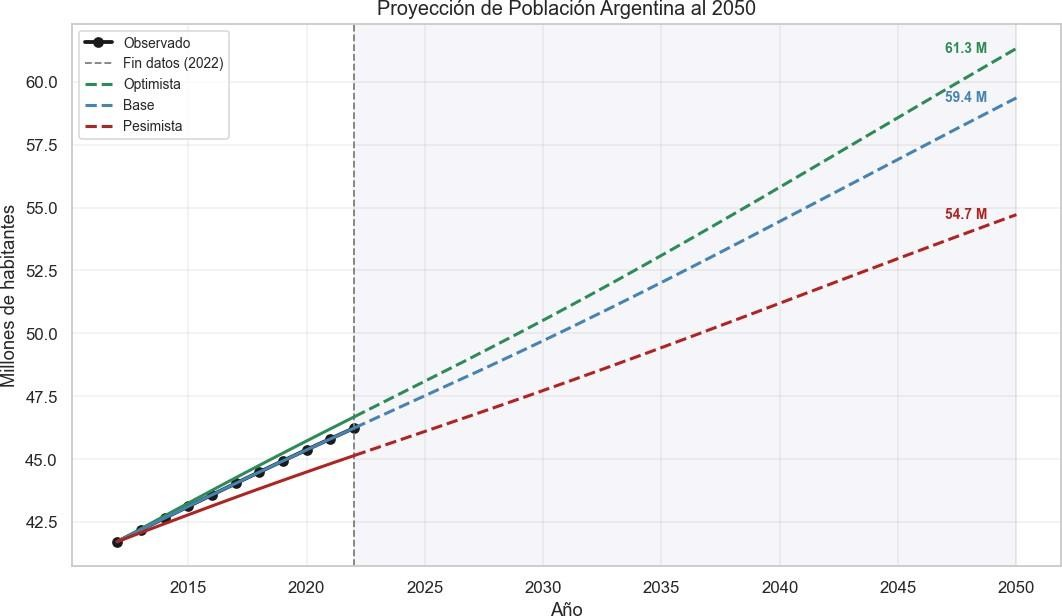 Proyección de Población Argentina al 2050
Observado
Fin datos (2022)
Optimista
Base
Pesimista
61.3 M
59.4 M
54.7 M
Millones de habitantes
60.0
57.5
55.0
52.5
50.0
47.5
45.0
42.5
2015 2020 2025 2030 2035 2040 2045 2050
Año